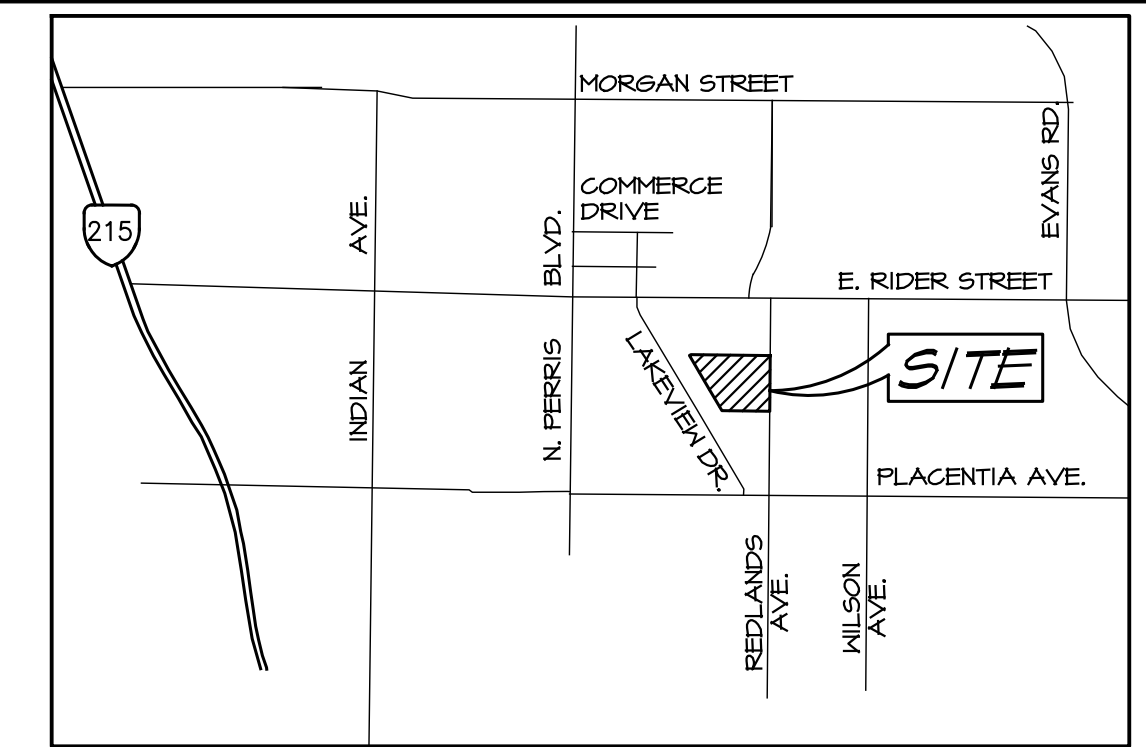 MORGAN STREET
COMMERCE
DRIVE
EVANS RD.
215
AVE.
BLVD.
E. RIDER STREET
INDIAN
N. PERRIS
LAKEVIEW DR.
SITE
PLACENTIA AVE.
REDLANDS
AVE.
WILSON
AVE.